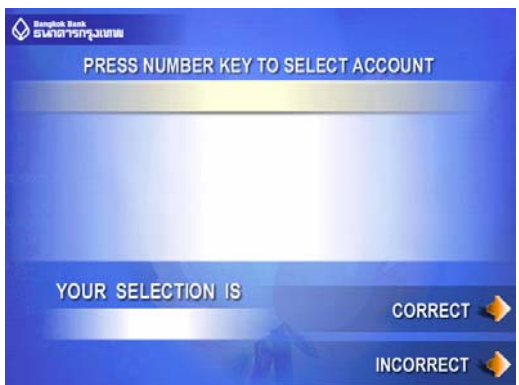 Bangkok Bank
ธนาคารกรุงเทพ
PRESS NUMBER KEY TO SELECT ACCOUNT
YOUR SELECTION IS
CORRECT
INCORRECT